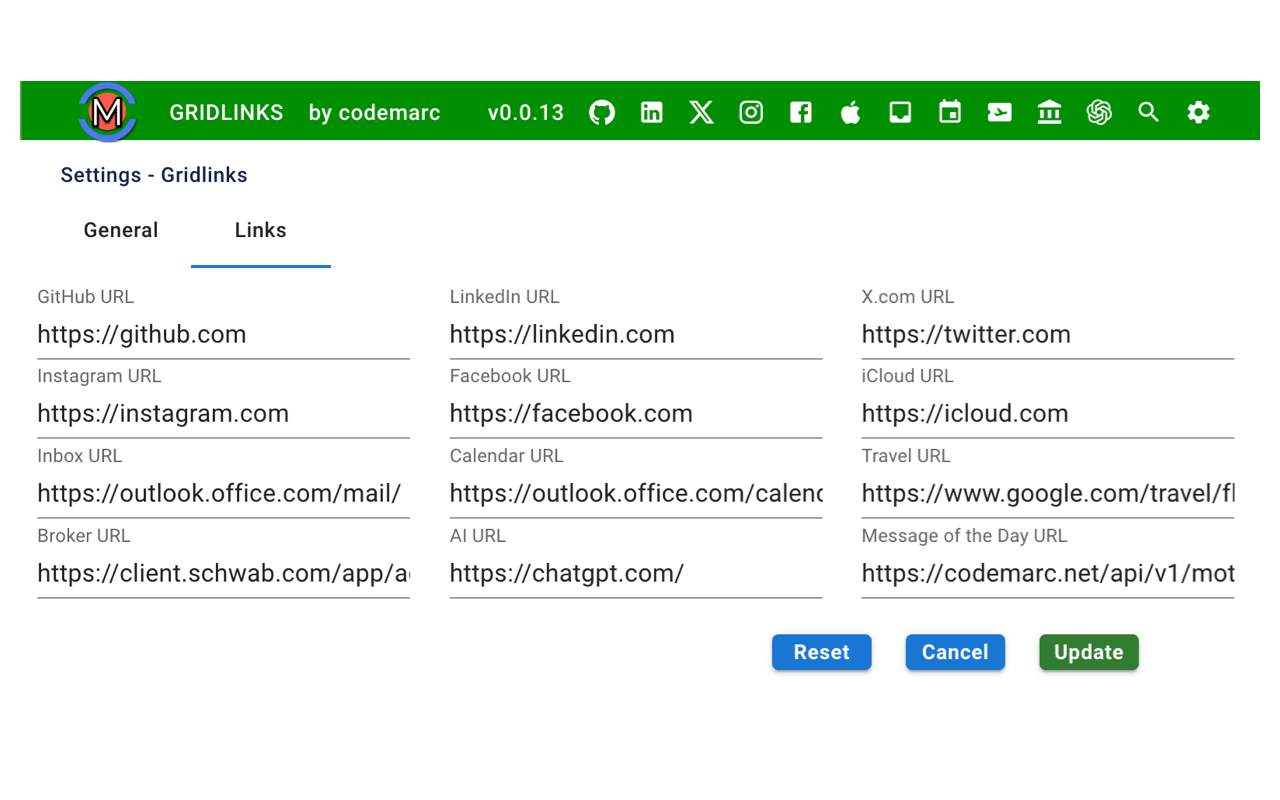 M GRIDLINKS by codemarc v0.0.13
Settings - Gridlinks
General Links
GitHub URL LinkedIn URL X.com URL
https://github.com https://linkedin.com https://twitter.com
Instagram URL Facebook URL iCloud URL
https://instagram.com https://facebook.com https://icloud.com
Inbox URL Calendar URL Travel URL
https://outlook.office.com/mail/ https://outlook.office.com/calenc https://www.google.com/travel/fl
Broker URL AI URL Message of the Day URL
https://client.schwab.com/app/a https://chatgpt.com/ https://codemarc.net/api/v1/mot
Reset Cancel Update